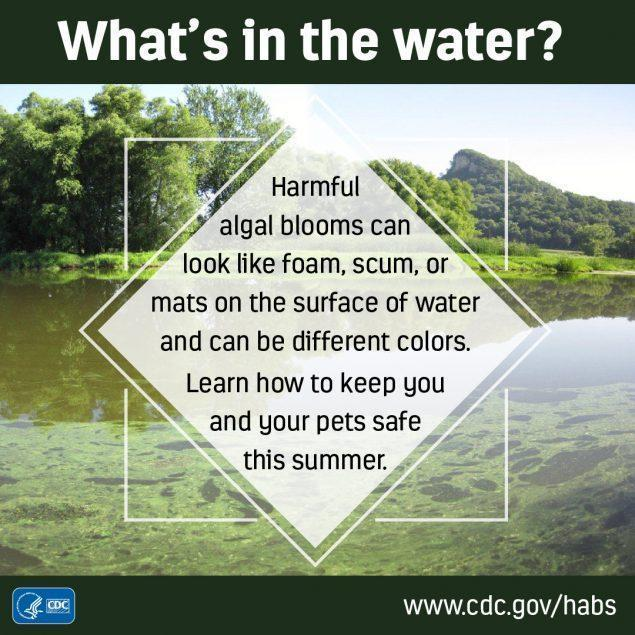 What's in the water?
Harmful
algal blooms can
look like foam, scum, or
mats on the surface of water
and can be different colors.
Learn how to keep you
and your pets safe
this summer.
CDC
www.cdc.gov/habs